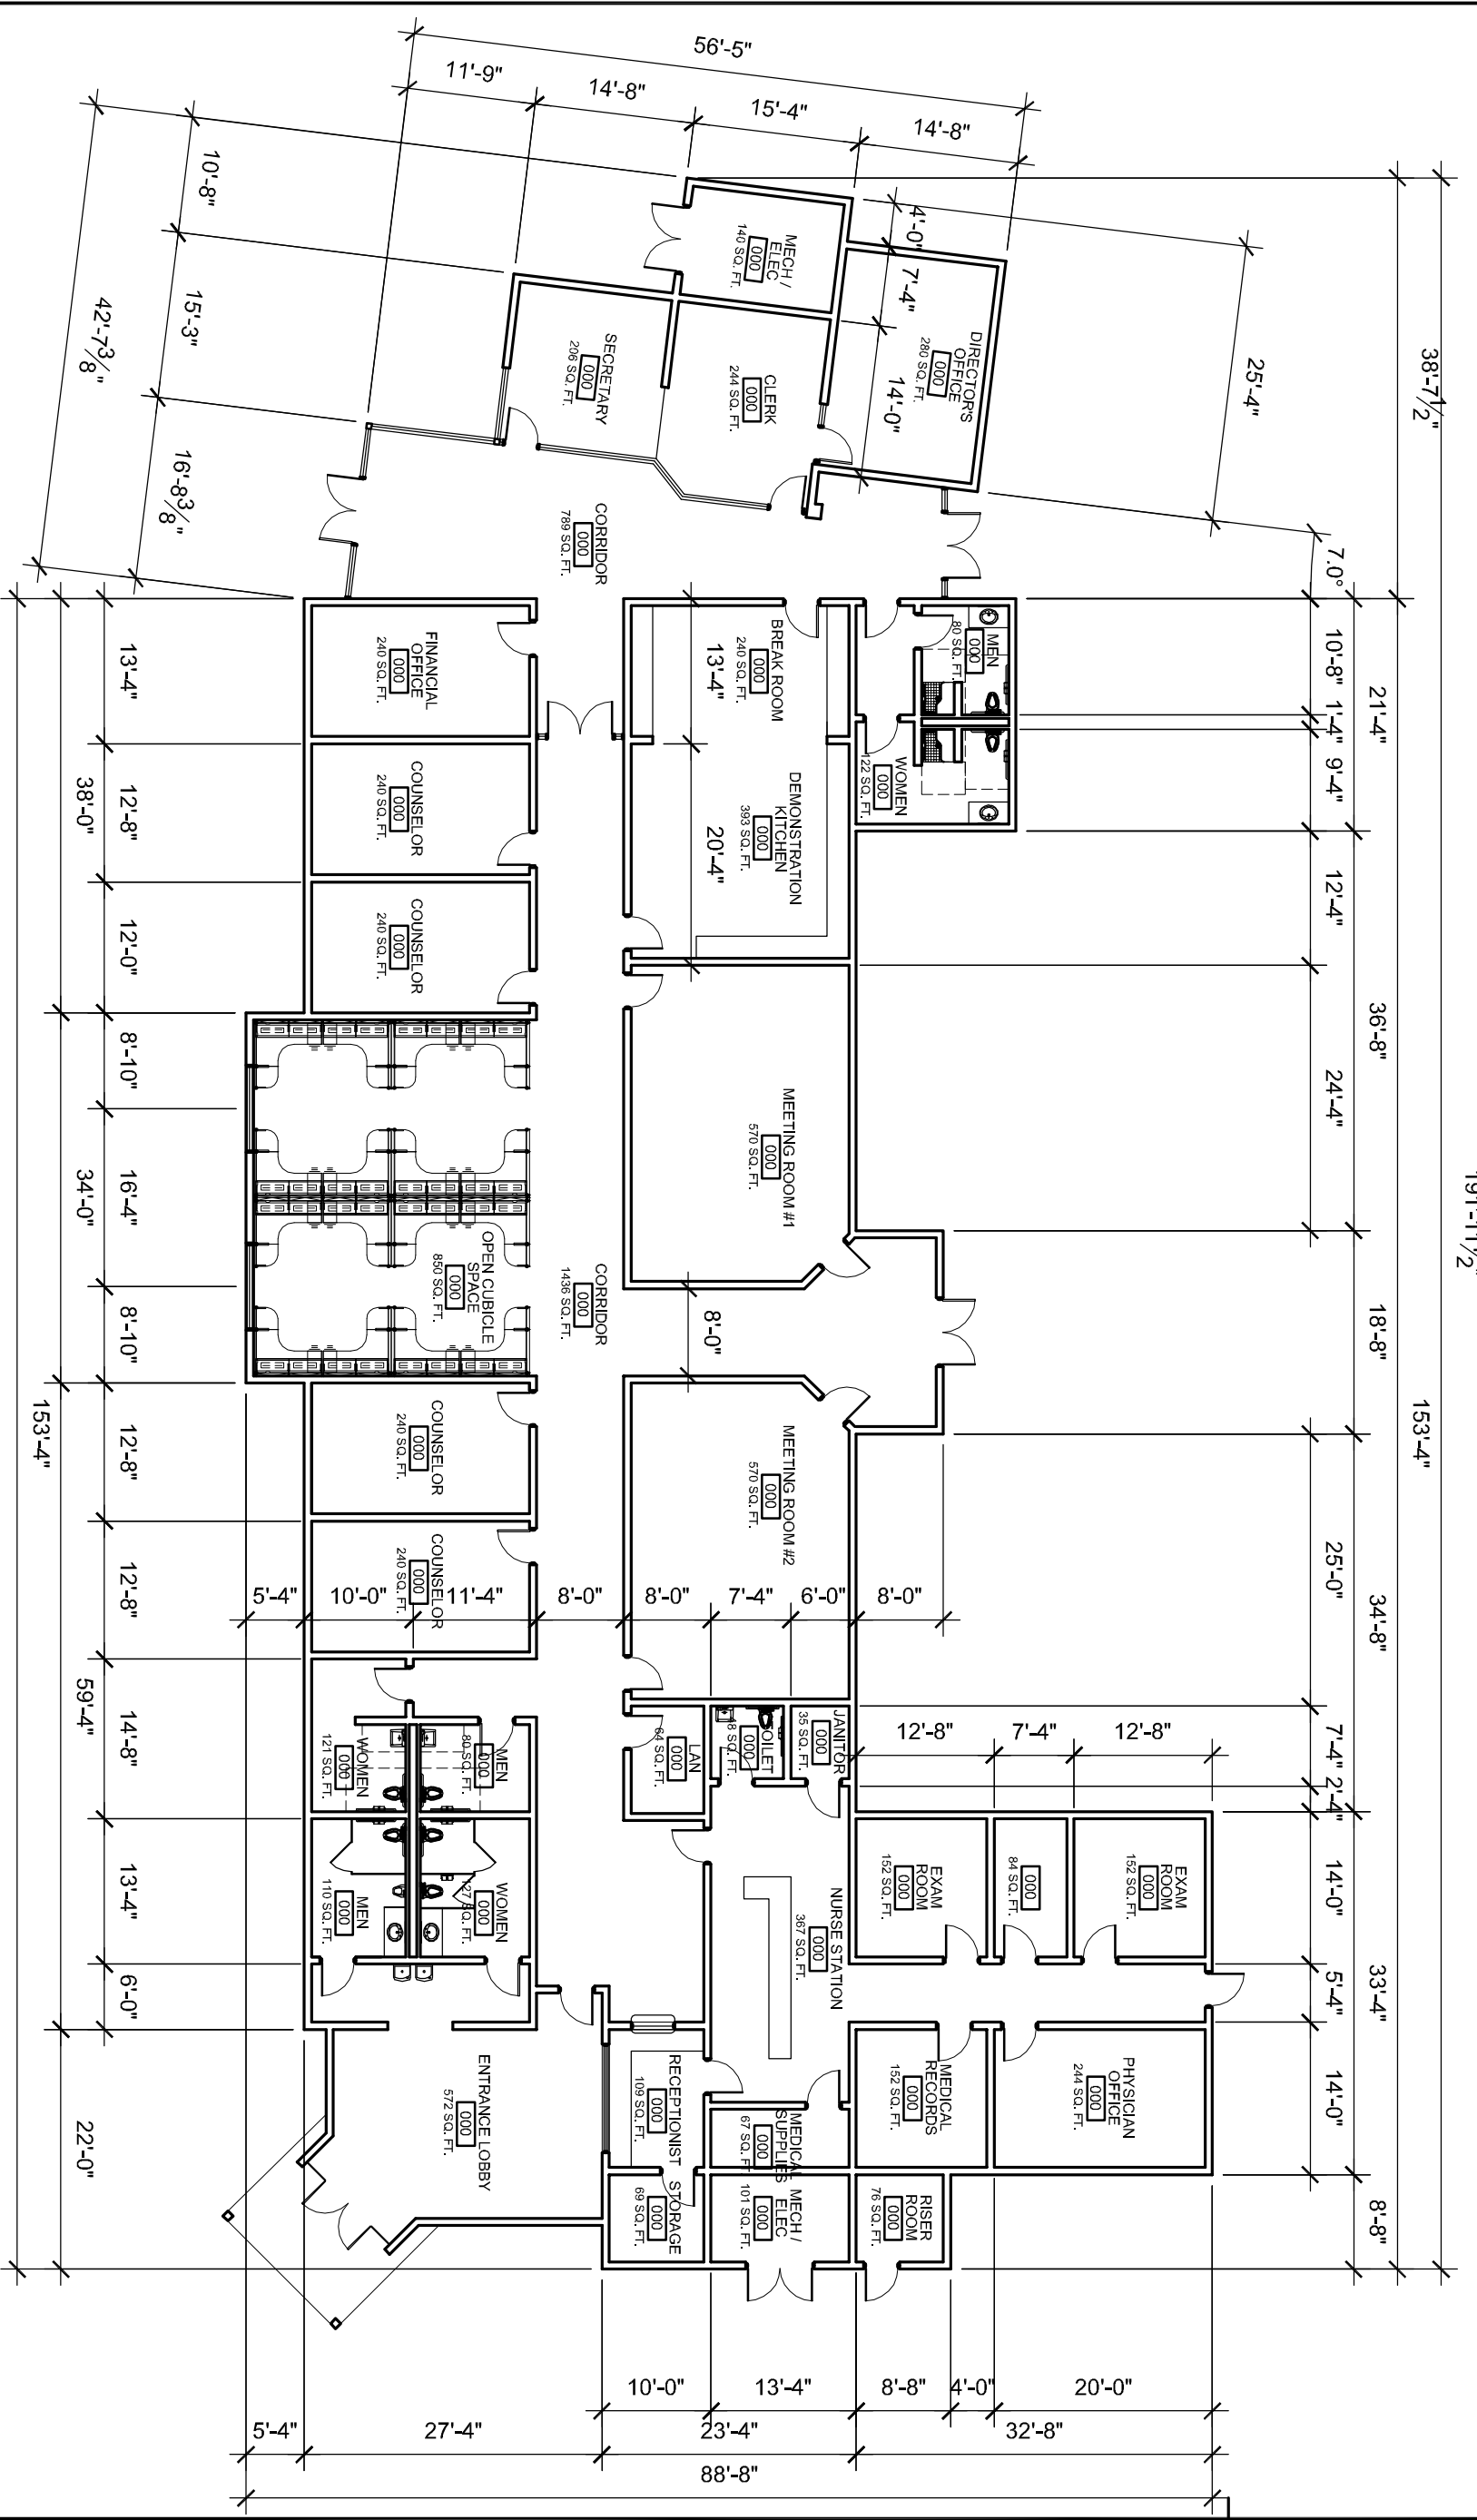 56'-5"
11'-9"
14'-8"
15'-4"
14'-8"
10'-8"
15'-3"
42'-7 3/8"
16'-8 3/8"
4'-0"
7'-4"
14'-0"
25'-4"
38'-7 1/2"
7.0°
191'-11 1/2"
153'-4"
MECH /
ELEC
000
140 SQ. FT.
DIRECTOR'S
OFFICE
000
280 SQ. FT.
SECRETARY
000
206 SQ. FT.
CLERK
000
244 SQ. FT.
CORRIDOR
000
789 SQ. FT.
10'-8"
1'-4"
9'-4"
21'-4"
12'-4"
24'-4"
36'-8"
18'-8"
25'-0"
34'-8"
7'-4"
2'-4"
14'-0"
5'-4"
14'-0"
33'-4"
8'-8"
FINANCIAL
OFFICE
000
240 SQ. FT.
BREAK ROOM
000
240 SQ. FT.
13'-4"
MEN
000
80 SQ. FT.
WOMEN
000
122 SQ. FT.
COUNSELOR
000
240 SQ. FT.
DEMONSTRATION
KITCHEN
000
393 SQ. FT.
20'-4"
COUNSELOR
000
240 SQ. FT.
MEETING ROOM #1
000
570 SQ. FT.
OPEN CUBICLE
SPACE
000
850 SQ. FT.
CORRIDOR
000
1436 SQ. FT.
8'-0"
COUNSELOR
000
240 SQ. FT.
MEETING ROOM #2
000
570 SQ. FT.
COUNSELOR
000
240 SQ. FT.
5'-4"
10'-0"
11'-4"
8'-0"
8'-0"
7'-4"
6'-0"
8'-0"
WOMEN
000
121 SQ. FT.
MEN
000
80 SQ. FT.
LAN
000
64 SQ. FT.
TOILET
000
48 SQ. FT.
JANITOR
000
35 SQ. FT.
12'-8"
7'-4"
12'-8"
MEN
000
110 SQ. FT.
WOMEN
000
127 SQ. FT.
NURSE STATION
000
367 SQ. FT.
EXAM
ROOM
000
152 SQ. FT.
000
84 SQ. FT.
EXAM
ROOM
000
152 SQ. FT.
ENTRANCE LOBBY
000
572 SQ. FT.
RECEPTIONIST
000
109 SQ. FT.
MEDICAL
SUPPLIES
000
67 SQ. FT.
MEDICAL
RECORDS
000
152 SQ. FT.
PHYSICIAN
OFFICE
000
244 SQ. FT.
STORAGE
000
69 SQ. FT.
MECH /
ELEC
000
101 SQ. FT.
RISER
ROOM
000
76 SQ. FT.
13'-4"
12'-8"
12'-0"
38'-0"
8'-10"
16'-4"
8'-10"
34'-0"
12'-8"
12'-8"
14'-8"
13'-4"
6'-0"
59'-4"
22'-0"
153'-4"
10'-0"
13'-4"
8'-8"
4'-0"
20'-0"
5'-4"
27'-4"
23'-4"
32'-8"
88'-8"